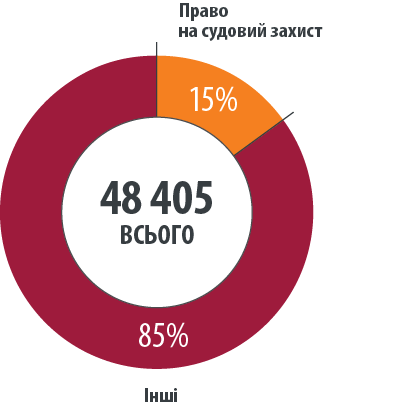 Право
на судовий захист
15%
48 405
ВСЬОГО
85%
Інші